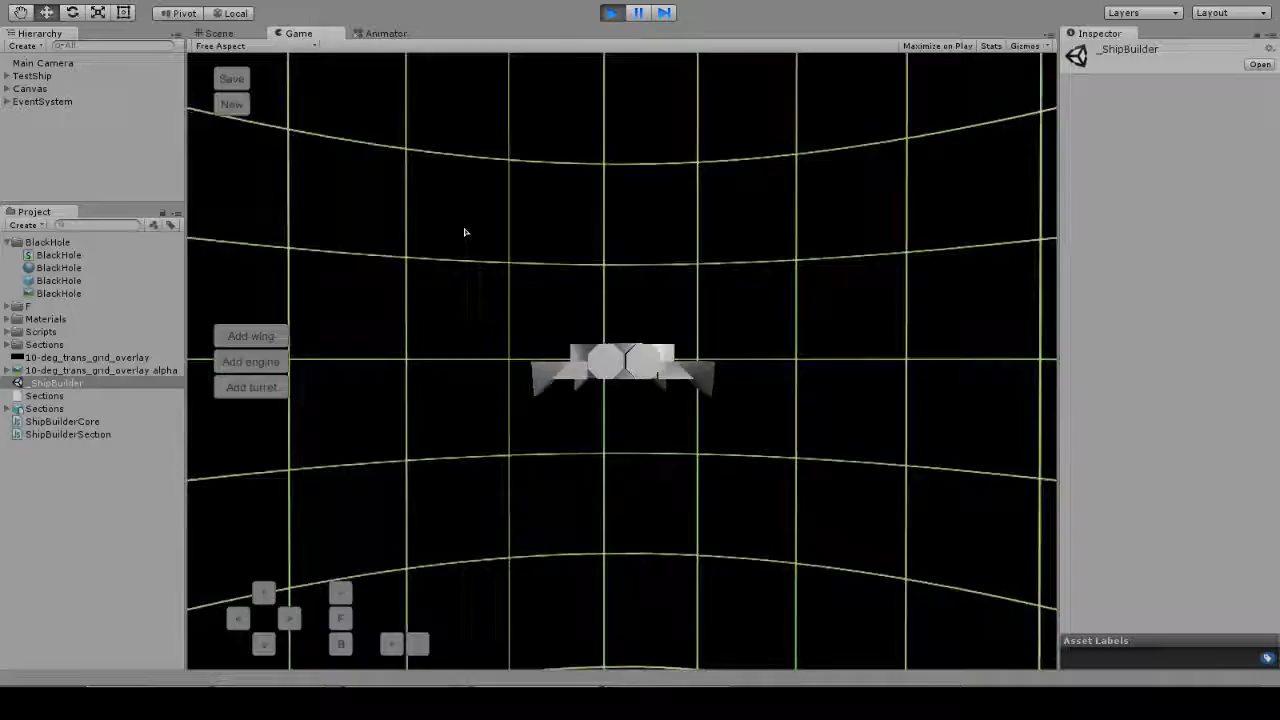 Pivot Local Layers Layout
Hierarchy Scene Game Animator Inspector
Create All Free Aspect Maximize on Play Stats Gizmos _ShipBuilder
Main Camera Open
TestShip Save
Canvas
EventSystem New
Project
Create
BlackHole
BlackHole
BlackHole
BlackHole
BlackHole
F
Materials
Scripts Add wing
Sections
10-deg_trans_grid_overlay Add engine
10-deg_trans_grid_overlay alpha
_ShipBuilder Add turret
Sections
Sections
ShipBuilderCore
ShipBuilderSection
< > F
B
Asset Labels